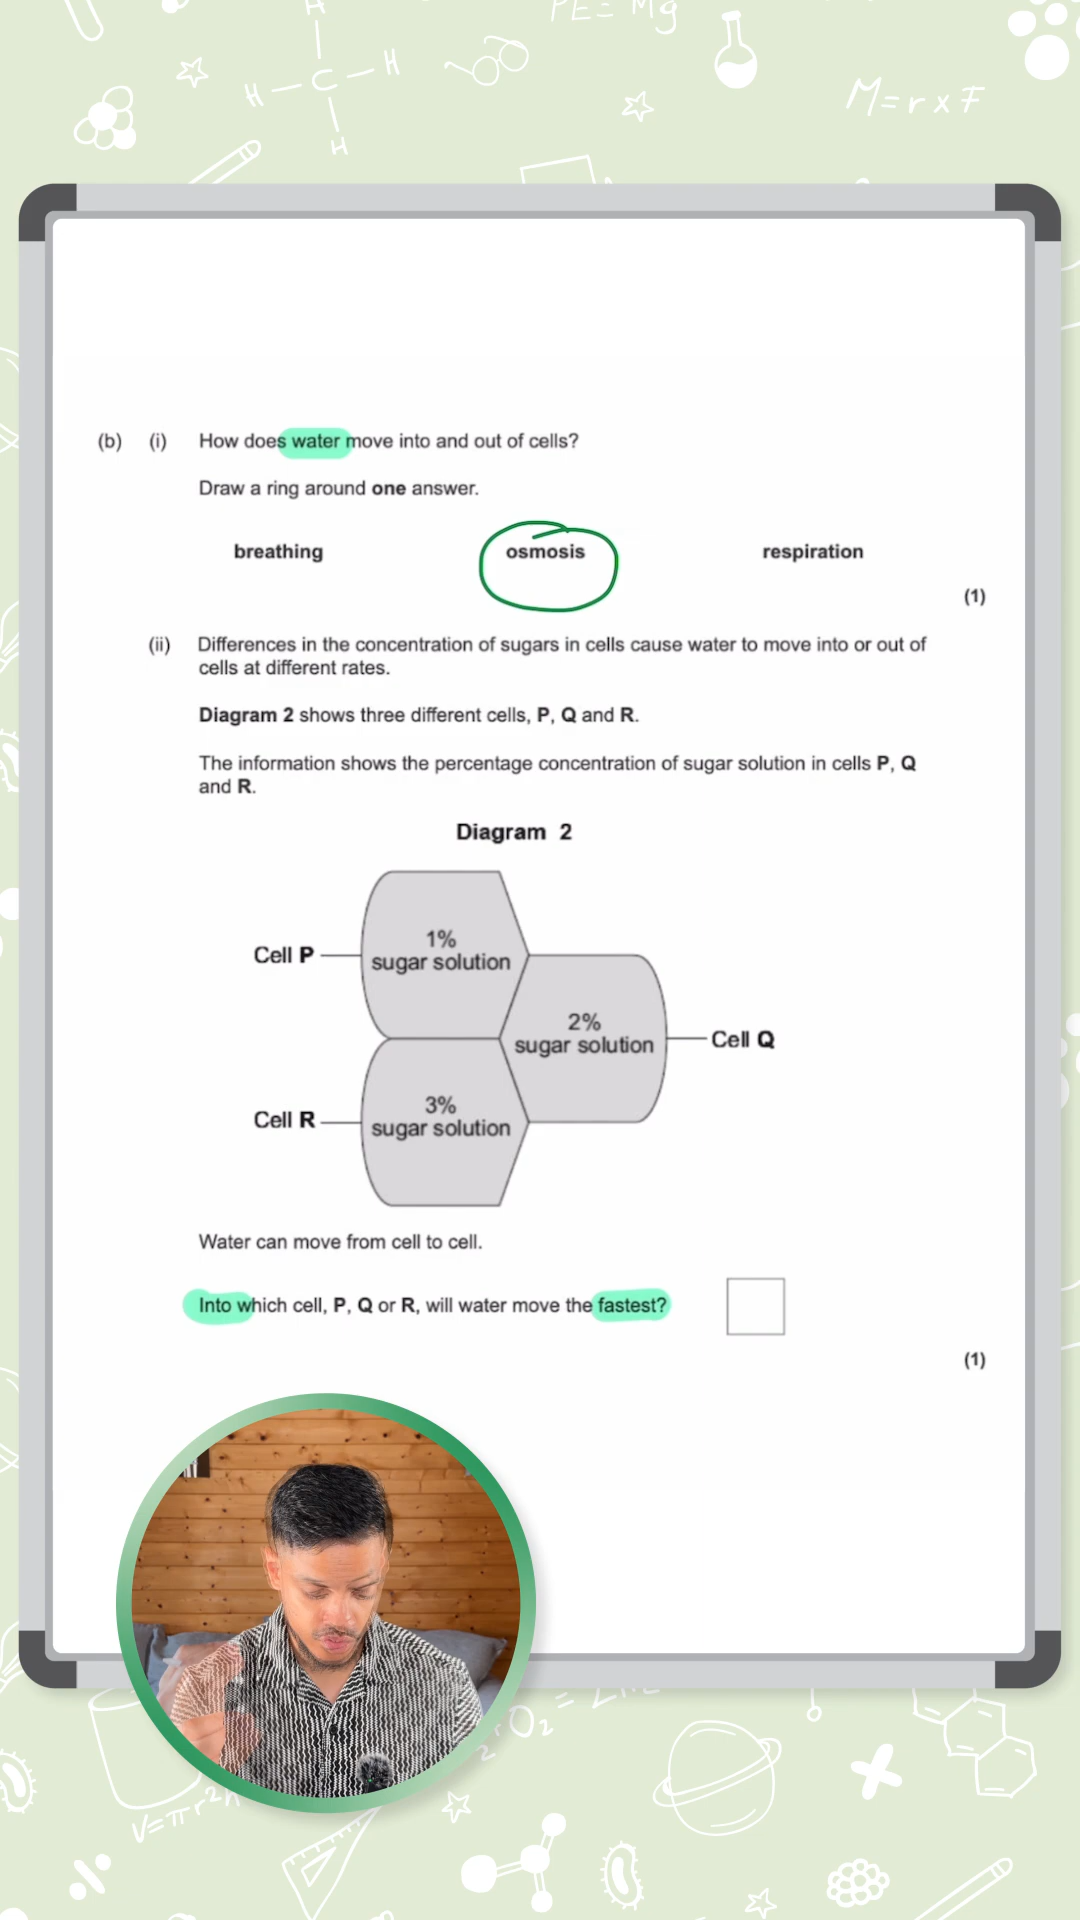 PE= Mg
H
H-C-H
H
M=rxF
(b) (i) How does water move into and out of cells?
Draw a ring around one answer.
breathing osmosis respiration
(1)
(ii) Differences in the concentration of sugars in cells cause water to move into or out of
cells at different rates.
Diagram 2 shows three different cells, P, Q and R.
The information shows the percentage concentration of sugar solution in cells P, Q
and R.
Diagram 2
1%
Cell P
sugar solution
2%
sugar solution
Cell Q
3%
Cell R
sugar solution
Water can move from cell to cell.
Into which cell, P, Q or R, will water move the fastest?
(1)
V=πr²h